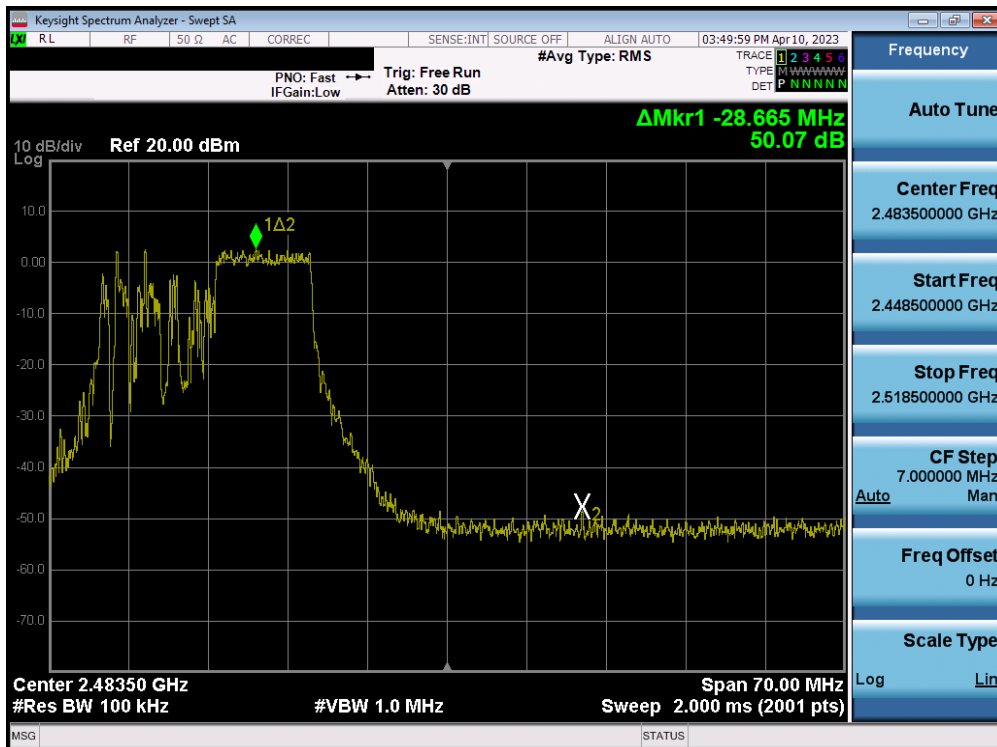 Keysight Spectrum Analyzer - Swept SA
LXI RL RF 50 Ω AC CORREC SENSE:INT SOURCE OFF ALIGN AUTO 03:49:59 PM Apr 10, 2023
#Avg Type: RMS
TRACE 1 2 3 4 5 6
TYPE M WWWWW
DET P N N N N N
PNO: Fast
IFGain:Low
Trig: Free Run
Atten: 30 dB
ΔMkr1 -28.665 MHz
50.07 dB
10 dB/div
Log
Ref 20.00 dBm
1Δ2
10.0
0.00
-10.0
-20.0
-30.0
-40.0
X2
-50.0
-60.0
-70.0
Center 2.48350 GHz
#Res BW 100 kHz
#VBW 1.0 MHz
Span 70.00 MHz
Sweep 2.000 ms (2001 pts)
MSG
STATUS
Frequency
Auto Tune
Center Freq
2.483500000 GHz
Start Freq
2.448500000 GHz
Stop Freq
2.518500000 GHz
CF Step
7.000000 MHz
Auto Man
Freq Offset
0 Hz
Scale Type
Log Lin